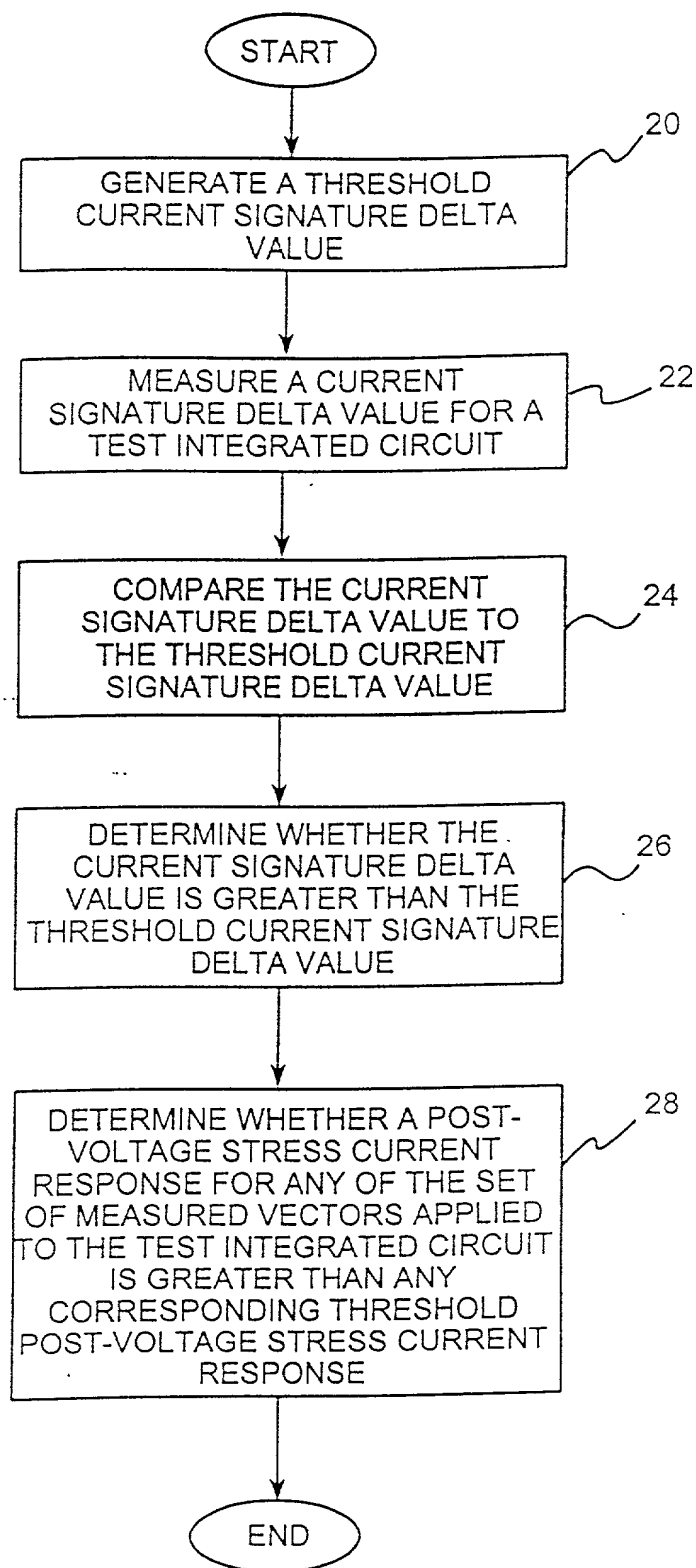 START
20
GENERATE A THRESHOLD
CURRENT SIGNATURE DELTA
VALUE
22
MEASURE A CURRENT
SIGNATURE DELTA VALUE FOR A
TEST INTEGRATED CIRCUIT
24
COMPARE THE CURRENT
SIGNATURE DELTA VALUE TO
THE THRESHOLD CURRENT
SIGNATURE DELTA VALUE
26
DETERMINE WHETHER THE
CURRENT SIGNATURE DELTA
VALUE IS GREATER THAN THE
THRESHOLD CURRENT SIGNATURE
DELTA VALUE
28
DETERMINE WHETHER A POST-
VOLTAGE STRESS CURRENT
RESPONSE FOR ANY OF THE SET
OF MEASURED VECTORS APPLIED
TO THE TEST INTEGRATED CIRCUIT
IS GREATER THAN ANY
CORRESPONDING THRESHOLD
POST-VOLTAGE STRESS CURRENT
RESPONSE
END